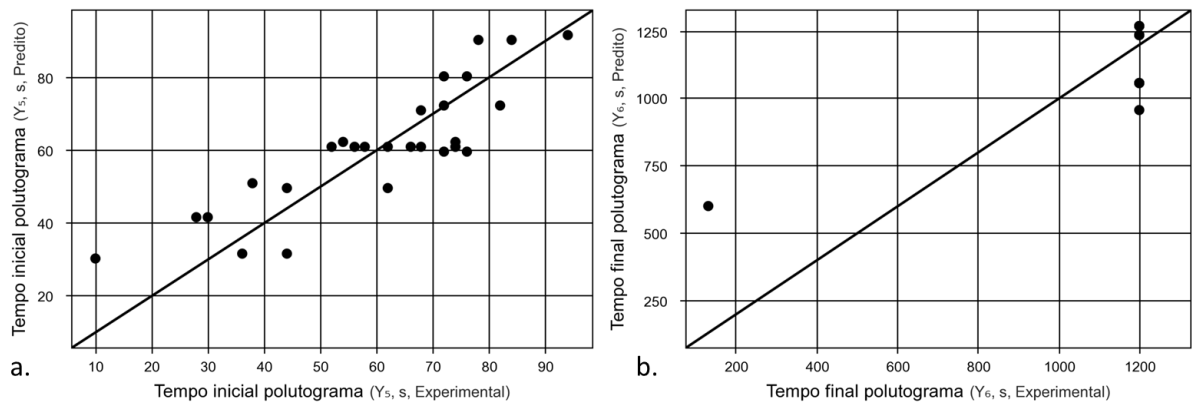 Tempo inicial polutograma (Y₅, s, Predito)
80
60
40
20
10 20 30 40 50 60 70 80 90
a.
Tempo inicial polutograma (Y₅, s, Experimental)
Tempo final polutograma (Y₆, s, Predito)
1250
1000
750
500
250
200 400 600 800 1000 1200
b.
Tempo final polutograma (Y₆, s, Experimental)